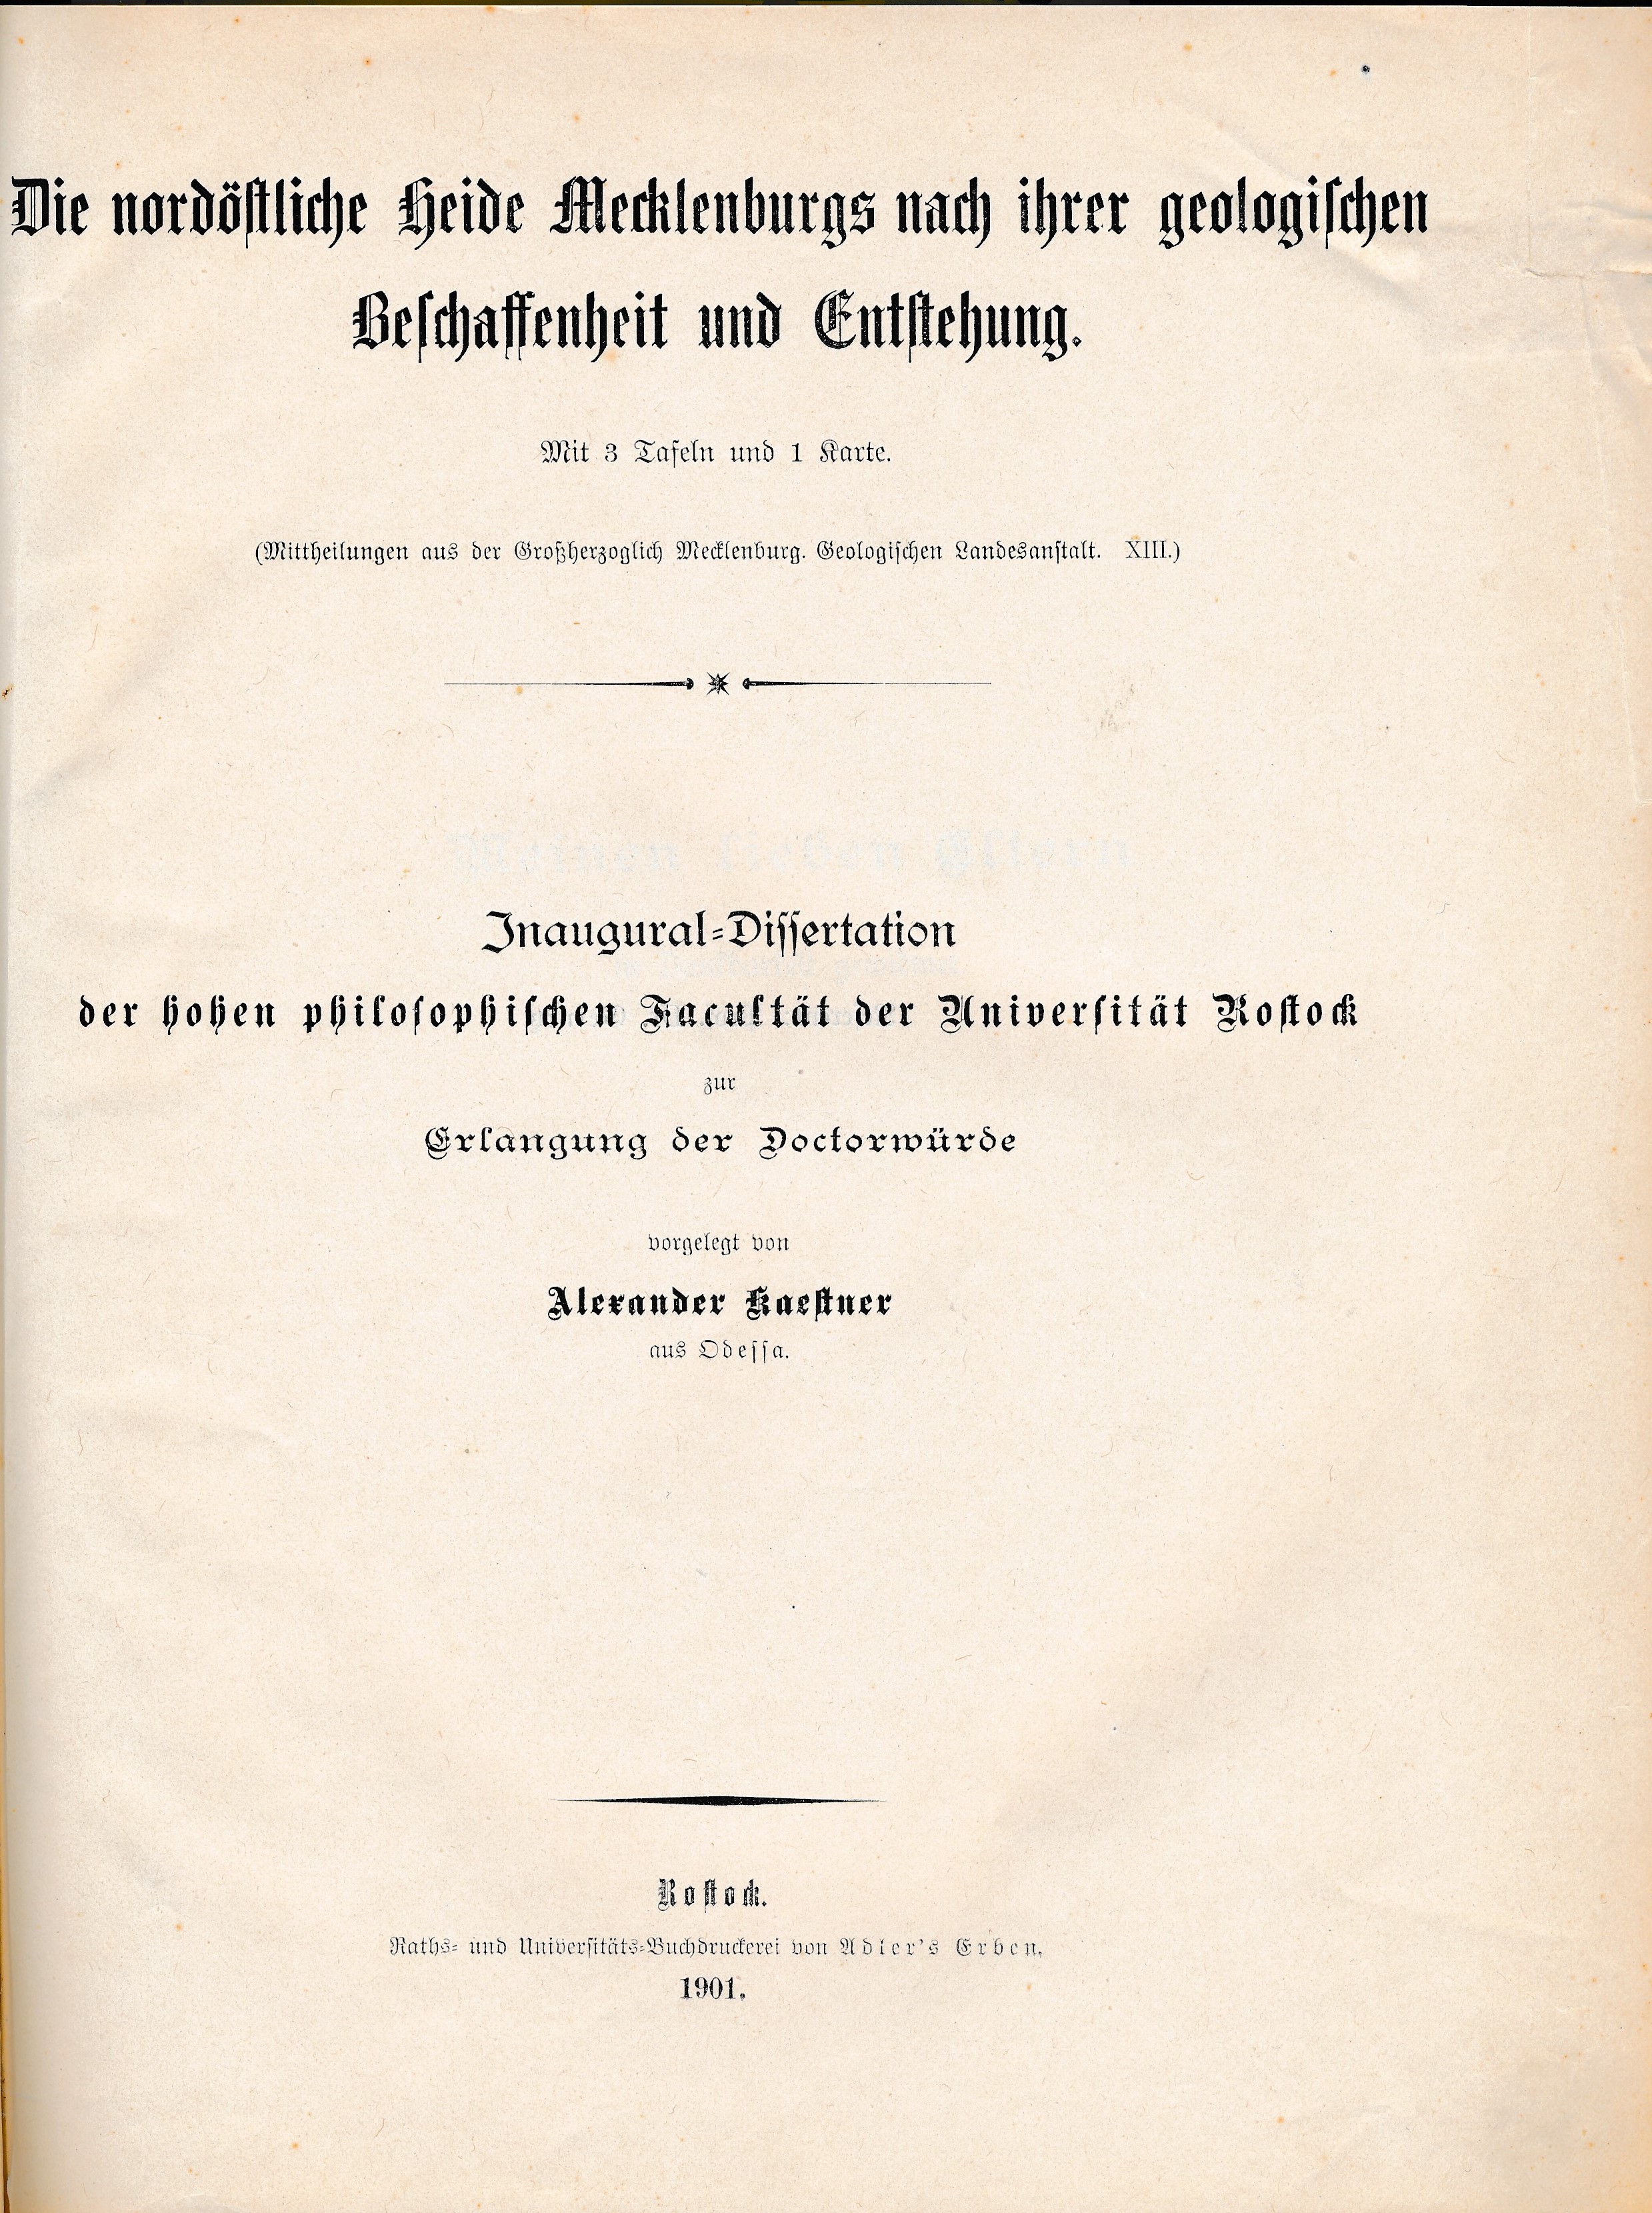 Die nordöstliche Heide Mecklenburgs nach ihrer geologischen
Beschaffenheit und Entstehung.
Mit 3 Tafeln und 1 Karte.
(Mittheilungen aus der Großherzoglich Mecklenburg. Geologischen Landesanstalt. XIII.)
Inaugural-Dissertation
der hohen philosophischen Facultät der Universität Rostock
zur
Erlangung der Doctorwürde
vorgelegt von
Alexander Kaestner
aus Odessa.
Rostock.
Raths- und Universitäts-Buchdruckerei von Adler's Erben,
1901.